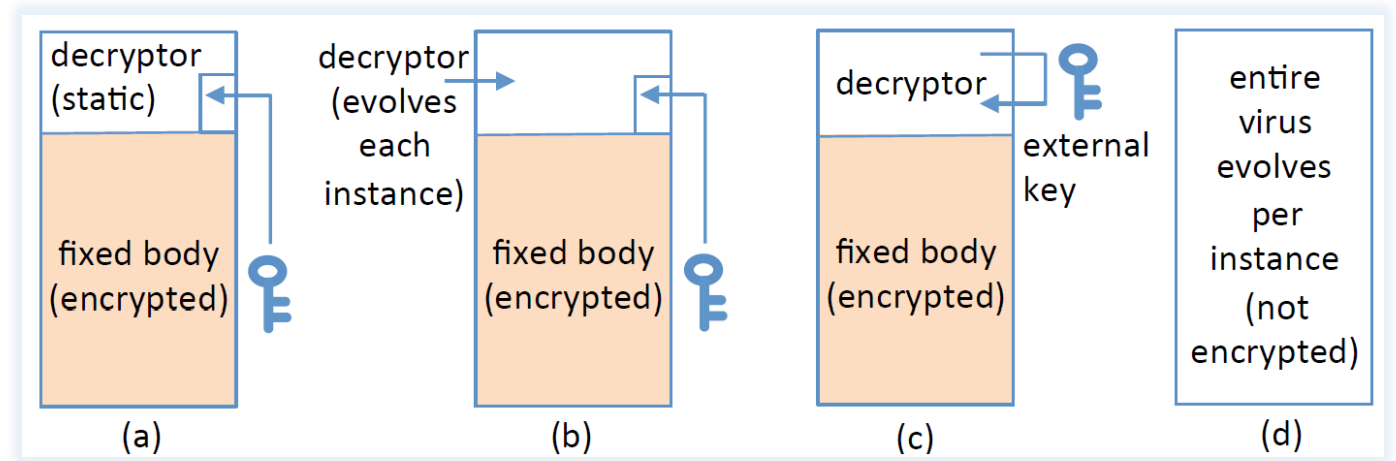 decryptor
(static)
fixed body
(encrypted)
(a)
decryptor
(evolves
each
instance)
fixed body
(encrypted)
(b)
decryptor
external
key
fixed body
(encrypted)
(c)
entire
virus
evolves
per
instance
(not
encrypted)
(d)